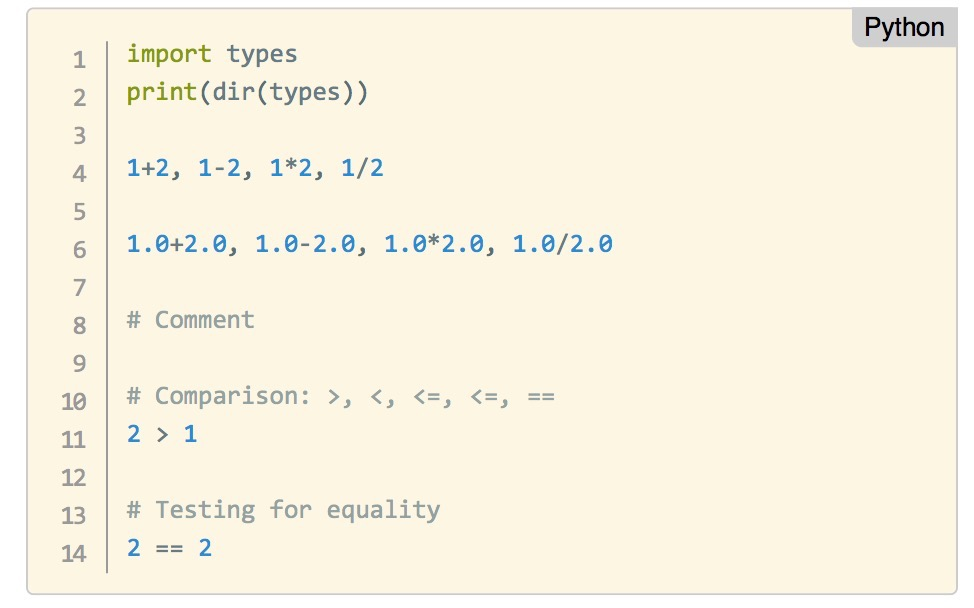 Python
1 import types
2 print(dir(types))
3
4 1+2, 1-2, 1*2, 1/2
5
6 1.0+2.0, 1.0-2.0, 1.0*2.0, 1.0/2.0
7
8 # Comment
9
10 # Comparison: >, <, <=, <=, ==
11 2 > 1
12
13 # Testing for equality
14 2 == 2